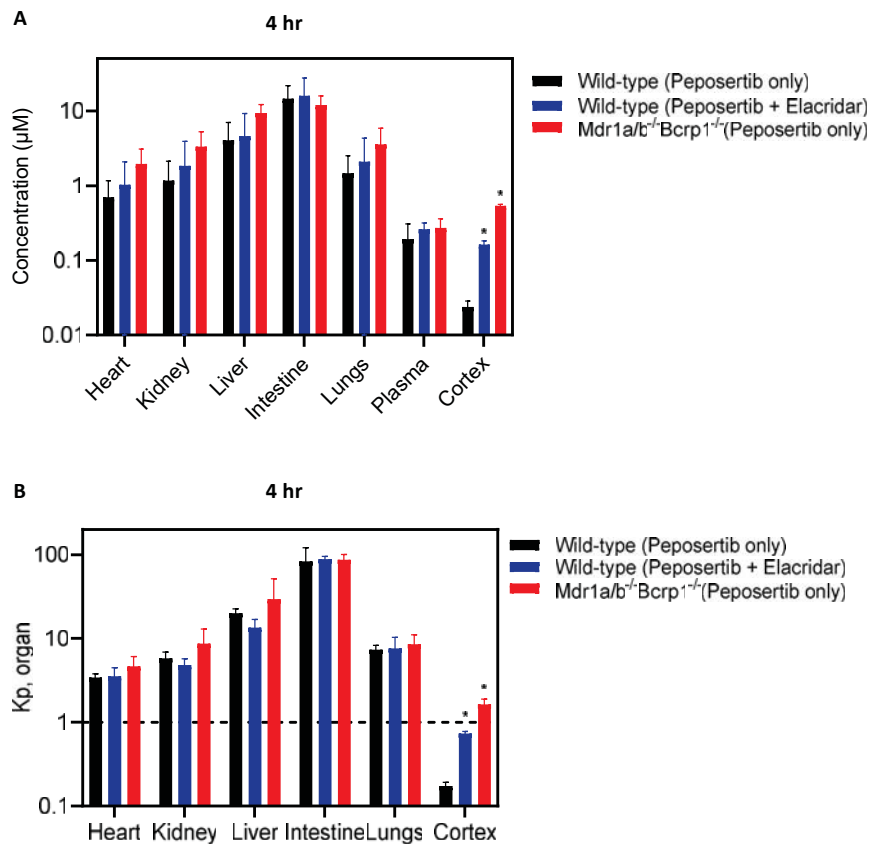 A
4 hr
Concentration (µM)
10
1
0.1
0.01
Heart
Kidney
Liver
Intestine
Lungs
Plasma
Cortex
*
*
Wild-type (Peposertib only)
Wild-type (Peposertib + Elacridar)
Mdr1a/b-/-Bcrp1-/-(Peposertib only)
B
4 hr
Kp, organ
100
10
1
0.1
Heart Kidney Liver Intestine Lungs Cortex
*
*
Wild-type (Peposertib only)
Wild-type (Peposertib + Elacridar)
Mdr1a/b-/-Bcrp1-/-(Peposertib only)